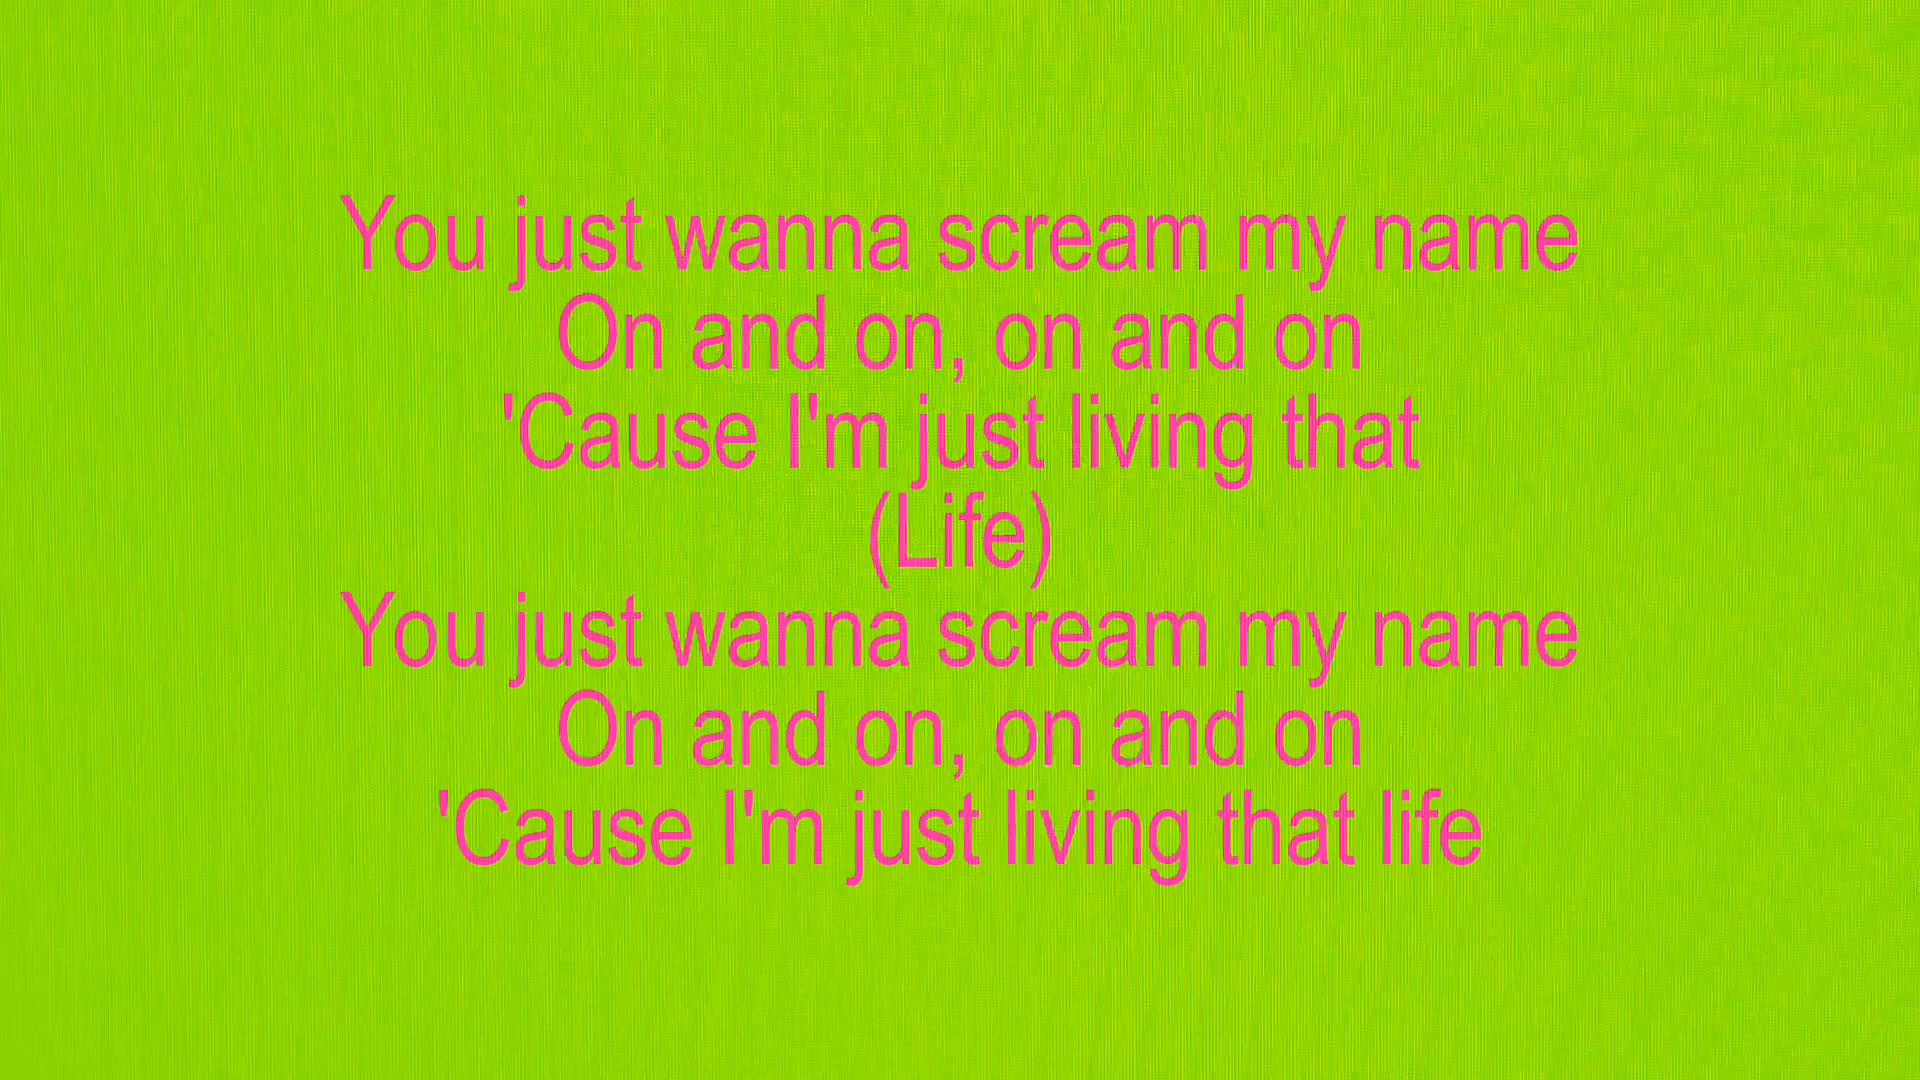 You just wanna scream my name
On and on, on and on
'Cause I'm just living that
(Life)
You just wanna scream my name
On and on, on and on
'Cause I'm just living that life